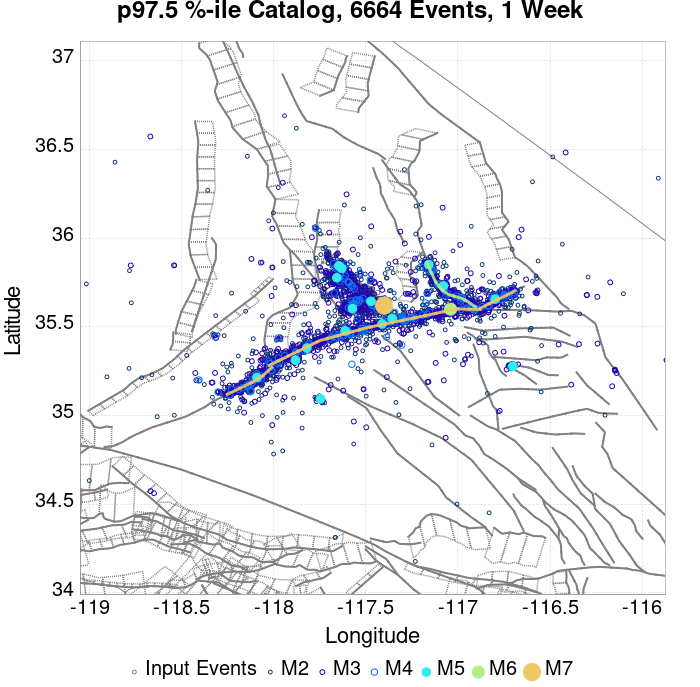 p97.5 %-ile Catalog, 6664 Events, 1 Week
37
36.5
36
35.5
35
34.5
34
Latitude
-119 -118.5 -118 -117.5 -117 -116.5 -116
Longitude
Input Events M2 M3 M4 M5 M6 M7